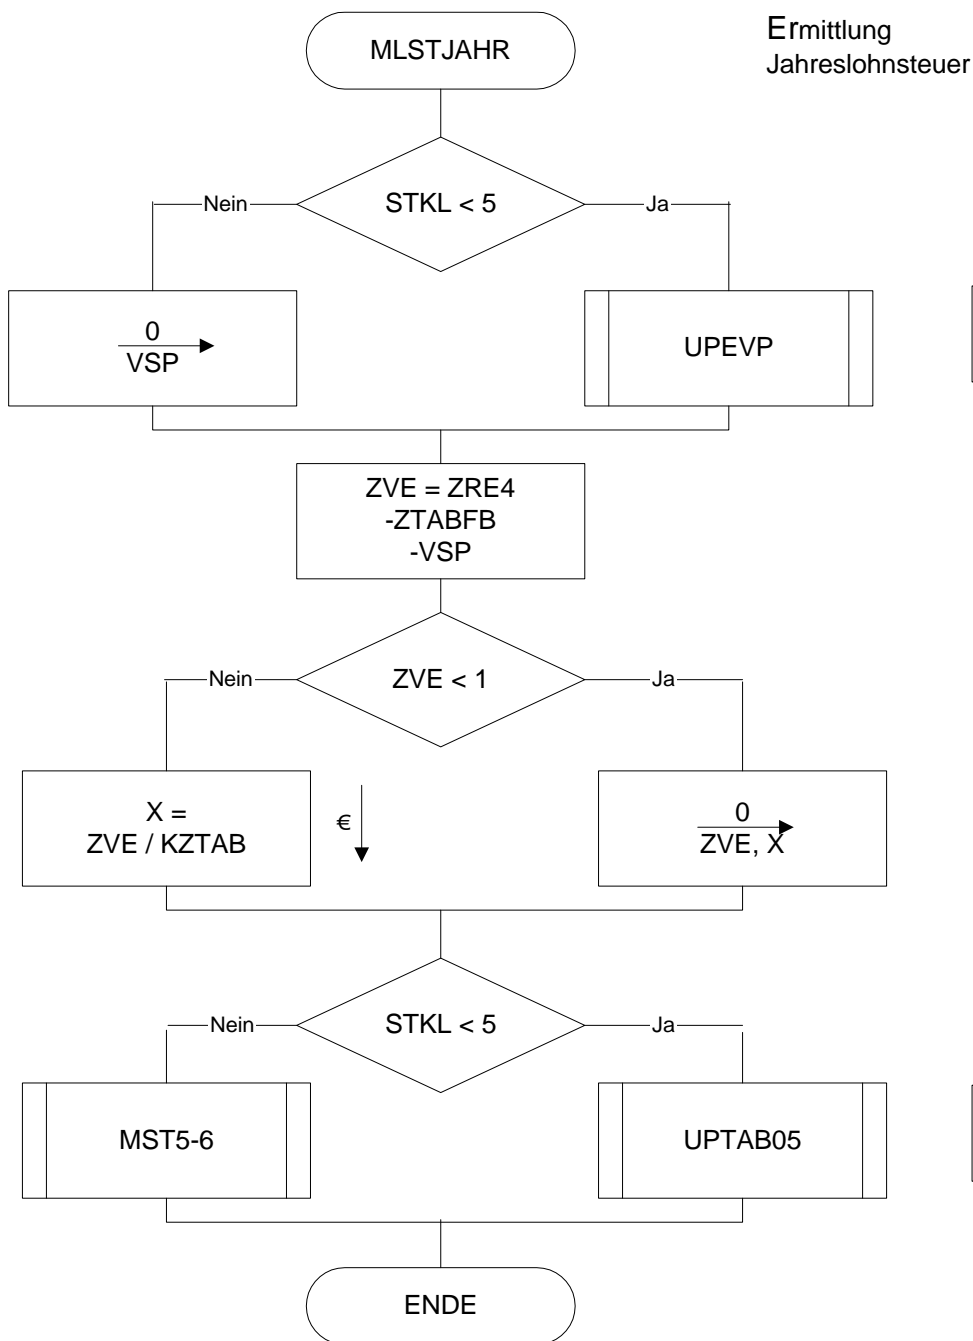 MLSTJAHR
Ermittlung
Jahreslohnsteuer
STKL < 5
Nein
Ja
0
VSP
UPEVP
ZVE = ZRE4
-ZTABFB
-VSP
ZVE < 1
Nein
Ja
X =
ZVE / KZTAB
€
0
ZVE, X
STKL < 5
Nein
Ja
MST5-6
UPTAB05
ENDE